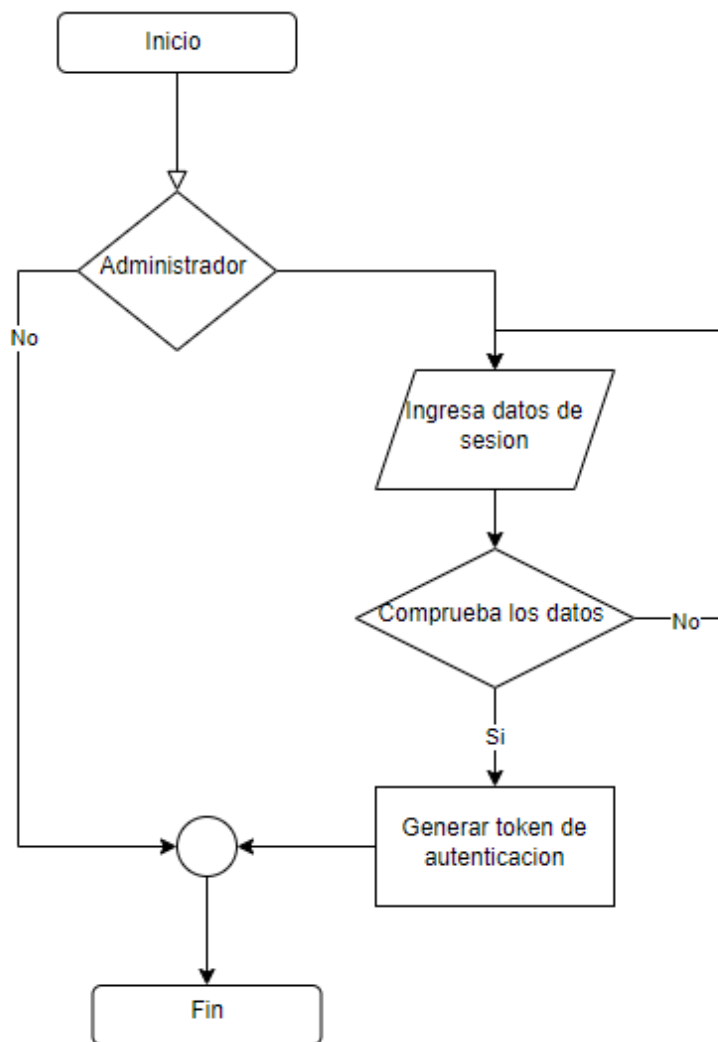 Inicio
Administrador
No
Ingresa datos de
sesion
Comprueba los datos
No
Si
Generar token de
autenticacion
Fin